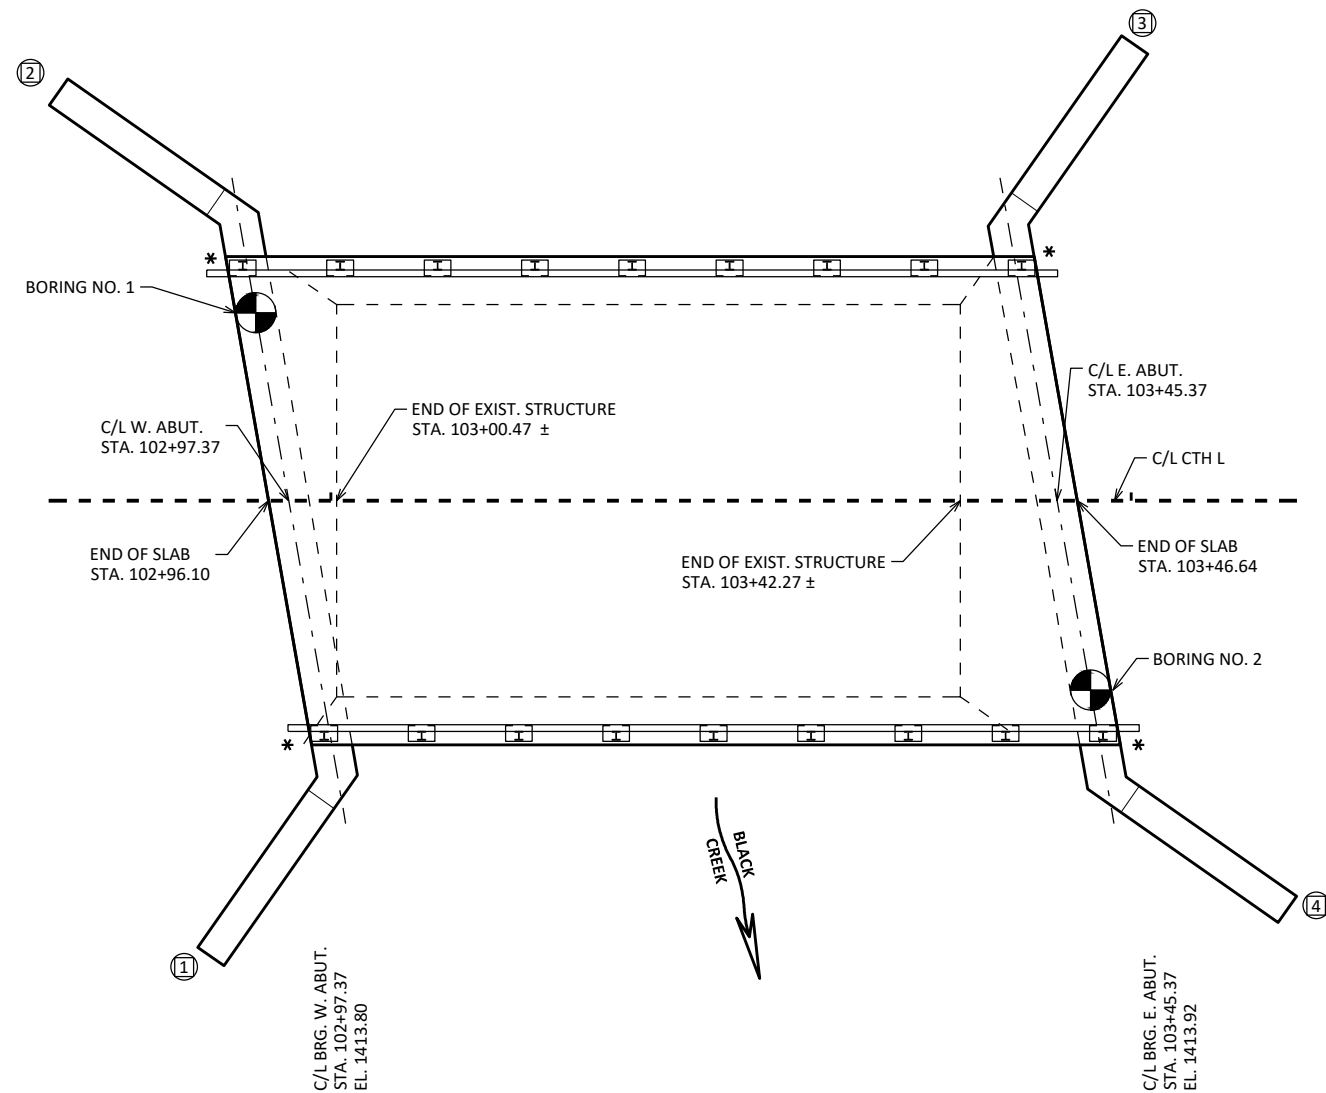 3
2
BORING NO. 1
C/L E. ABUT.
STA. 103+45.37
END OF EXIST. STRUCTURE
STA. 103+00.47 ±
C/L W. ABUT.
STA. 102+97.37
C/L CTH L
END OF SLAB
STA. 102+96.10
END OF EXIST. STRUCTURE
STA. 103+42.27 ±
END OF SLAB
STA. 103+46.64
BORING NO. 2
BLACK
CREEK
4
1
C/L BRG. W. ABUT.
STA. 102+97.37
EL. 1413.80
C/L BRG. E. ABUT.
STA. 103+45.37
EL. 1413.92